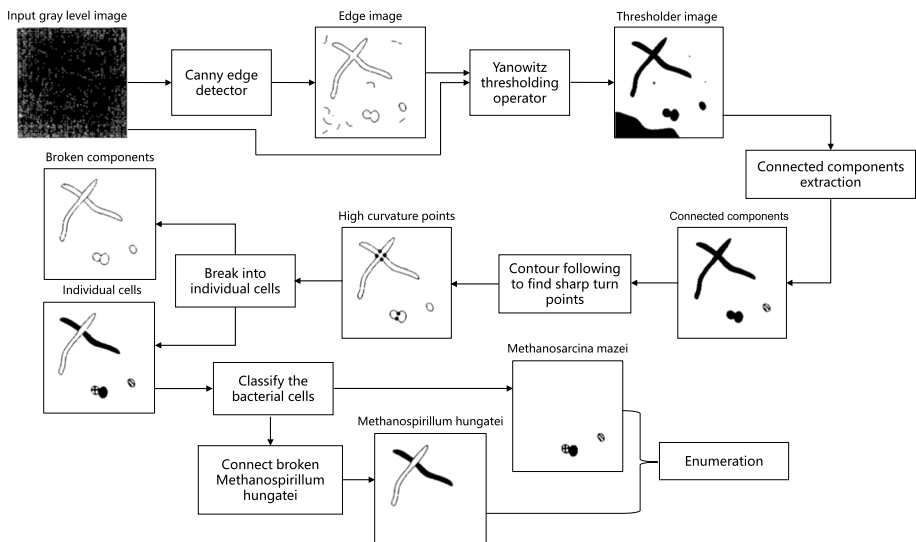 Input gray level image
Edge image
Thresholder image
Canny edge
detector
Yanowitz
thresholding
operator
Connected components
extraction
Broken components
High curvature points
Connected components
Break into
individual cells
Contour following
to find sharp turn
points
Individual cells
Methanosarcina mazei
Classify the
bacterial cells
Methanospirillum hungatei
Connect broken
Methanospirillum
hungatei
Enumeration